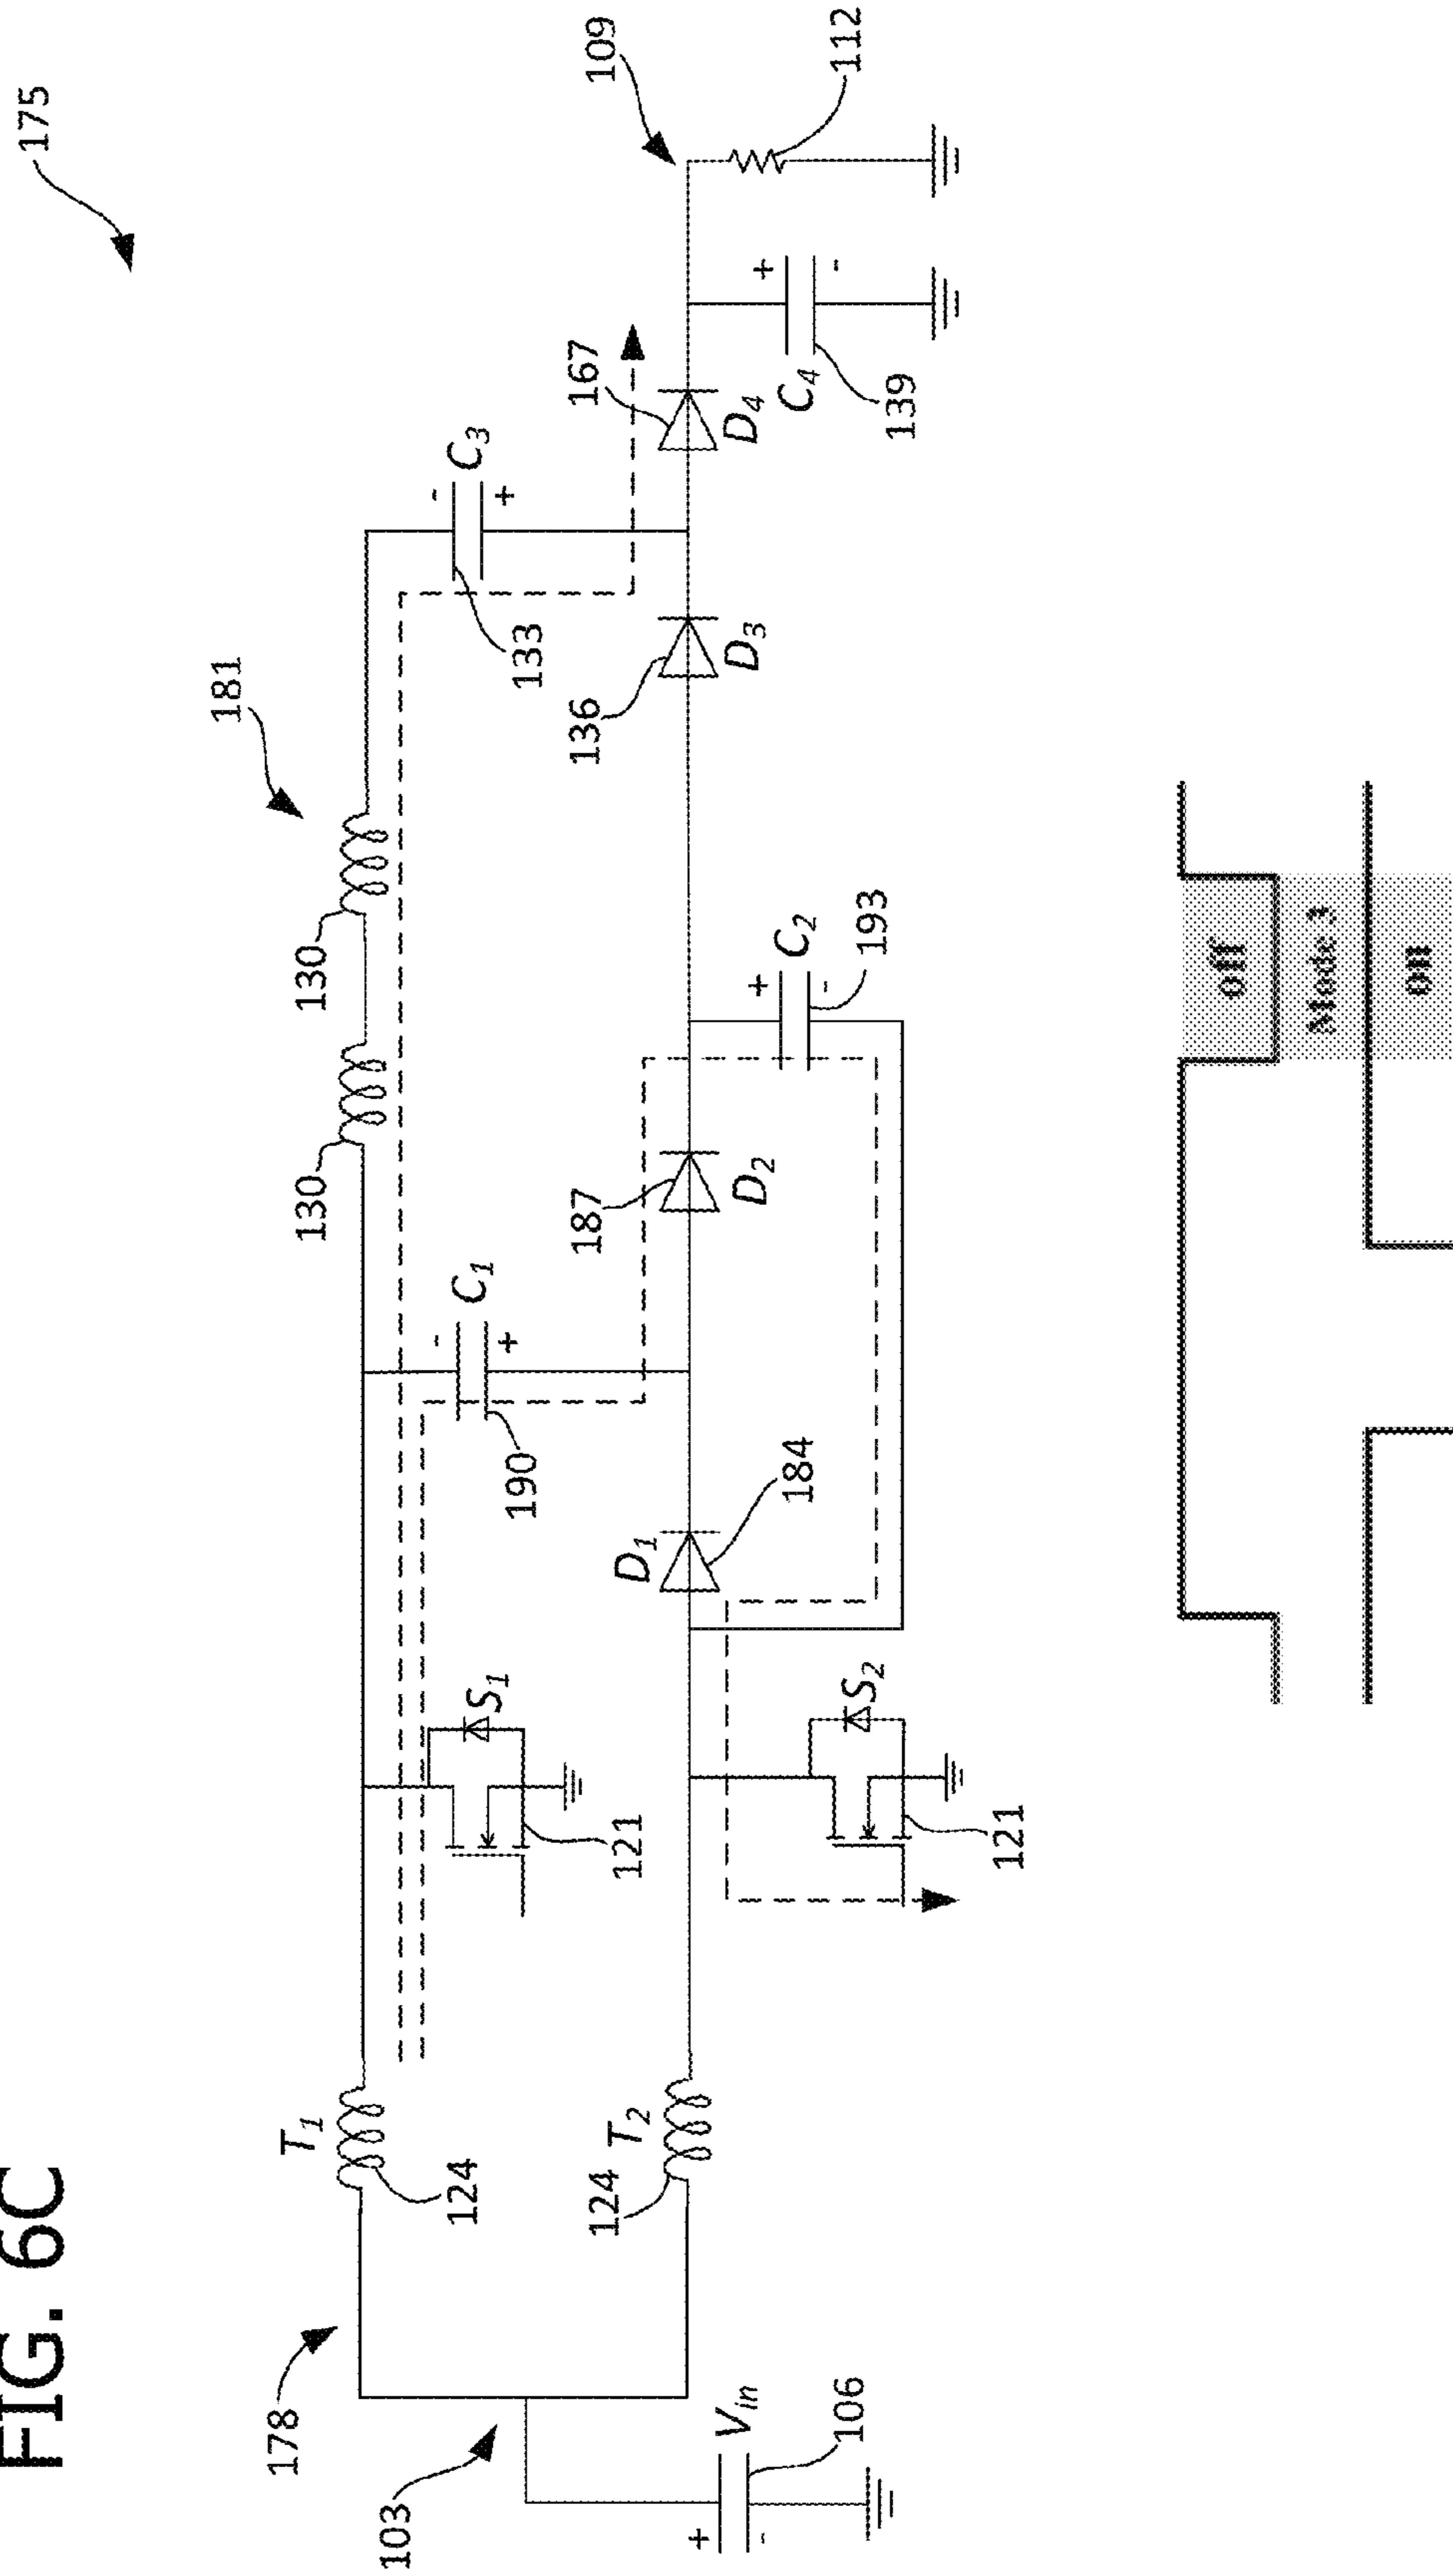 FIG. 6C
175
178
181
T₁
124
130
130
C₁
-
+
190
C₃
-
+
133
109
103
S₁
121
T₂
124
D₁
184
187
D₂
136
D₃
167
D₄
112
Vᵢₙ
+
-
106
S₂
121
C₂
+
-
193
C₄
+
-
139
off
Mode 3
on